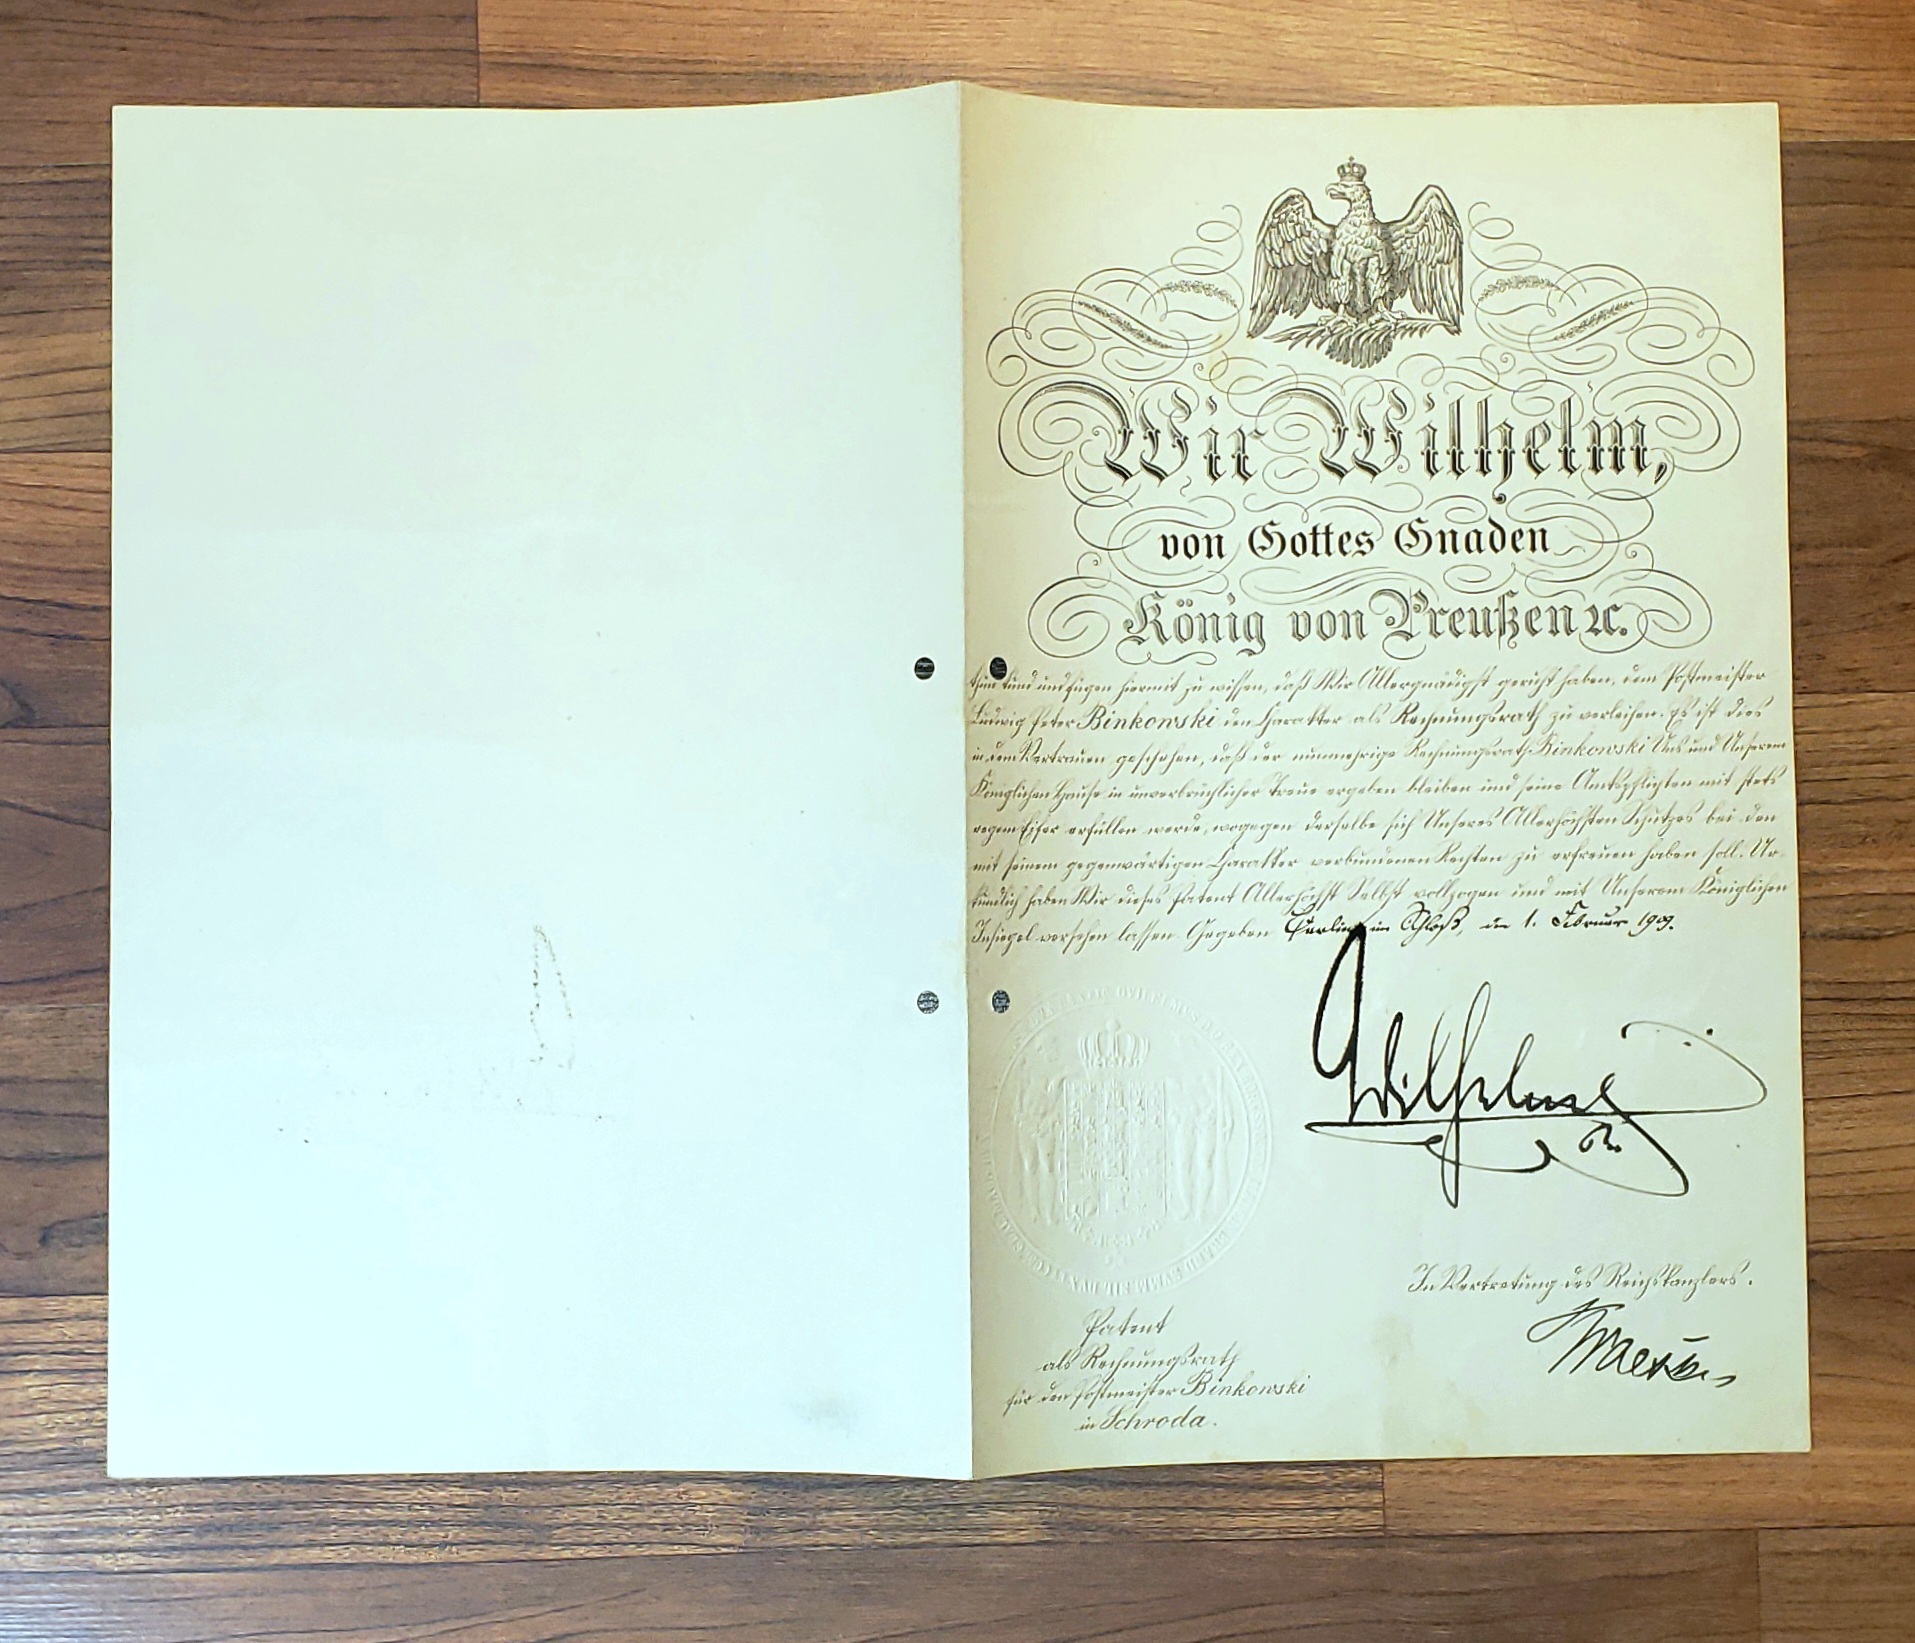 Wir Wilhelm,
von Gottes Gnaden
König von Preußen ꝛc.
thun kund und fügen hiermit zu wissen, daß Wir Allergnädigst geruht haben, dem Postmeister
Ludwig Peter Binkowski den Charakter als Rechnungsrath zu verleihen. Es ist dies
in dem Vertrauen geschehen, daß der nunmehrige Rechnungsrath Binkowski Uns und Unserem
Königlichen Hause in unverbrüchlicher Treue ergeben bleiben und seine Amtspflichten mit stets
regem Eifer erfüllen werde, wogegen derselbe sich Unseres Allerhöchsten Schutzes bei den
mit seinem gegenwärtigen Charakter verbundenen Rechten zu erfreuen haben soll. Ur-
kundlich haben Wir dieses Patent Allerhöchst Selbst vollzogen und mit Unserem Königlichen
Insiegel versehen lassen. Gegeben Berlin im Schloß, den 1. Februar 1909.
Wilhelm
R.
In Vertretung des Reichskanzlers.
Kraetke
Patent
als Rechnungsrath
für den Postmeister Binkowski
in Schroda.